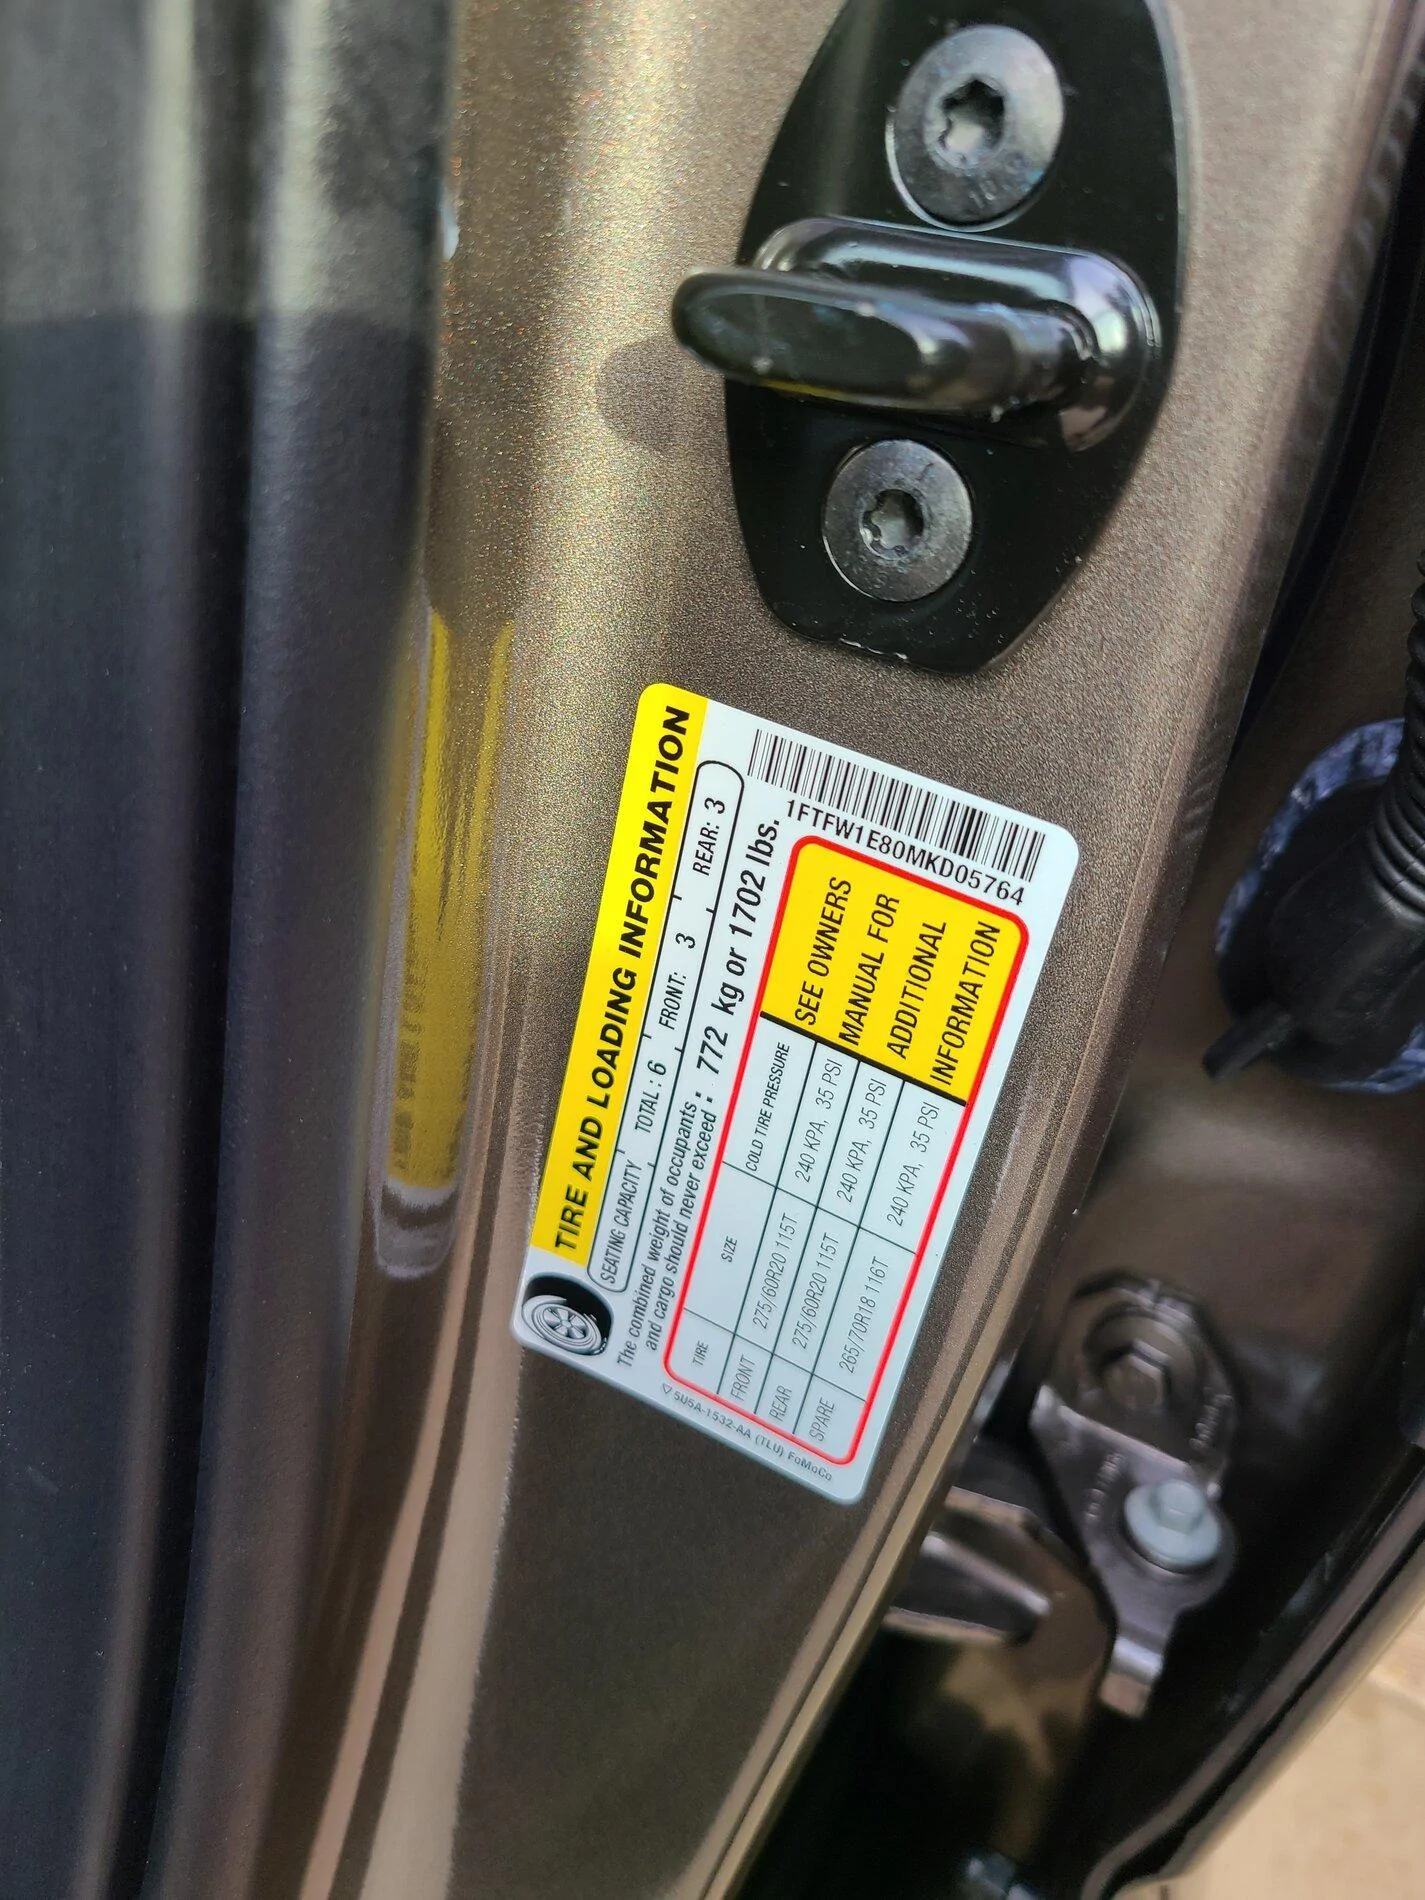 TIRE AND LOADING INFORMATION
SEATING CAPACITY TOTAL: 6 FRONT: 3 REAR: 3
The combined weight of occupants
and cargo should never exceed : 772 kg or 1702 lbs.
1FTFW1E80MKD05764
TIRE SIZE COLD TIRE PRESSURE
FRONT 275/60R20 115T 240 KPA, 35 PSI
REAR 275/60R20 115T 240 KPA, 35 PSI
SPARE 265/70R18 116T 240 KPA, 35 PSI
SEE OWNERS
MANUAL FOR
ADDITIONAL
INFORMATION
5U5A-1532-AA (TLU) FoMoCo